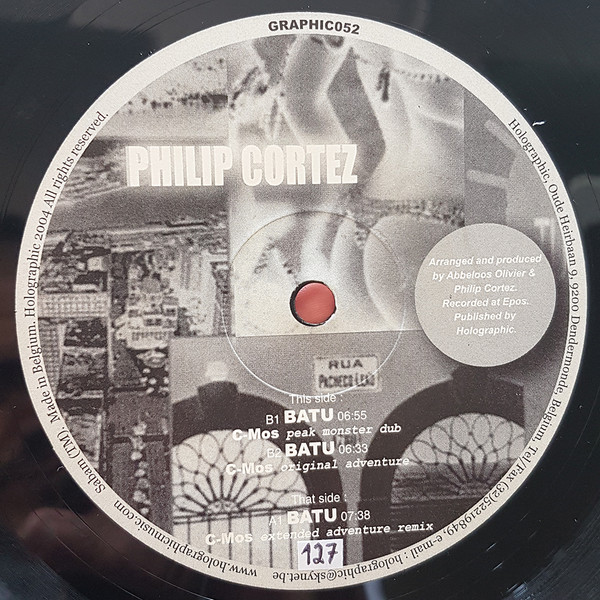 GRAPHIC052
PHILIP CORTEZ
Arranged and produced
by Abbeloos Olivier &
Philip Cortez.
Recorded at Epos.
Published by
Holographic.
RUA
PACHECO LEÃO
This side :
B1 BATU 06:55
C-Mos peak monster dub
B2 BATU 06:33
C-Mos original adventure
That side :
A1 BATU 07:38
C-Mos extended adventure remix
127
Sabam (TM). Made in Belgium. Holographic 2004 All rights reserved.
Holographic, Oude Heirbaan 9, 9200 Dendermonde, Belgium. Tel/Fax (32)52219849, e-mail : holographic@skynet.be
www.holographicmusic.com